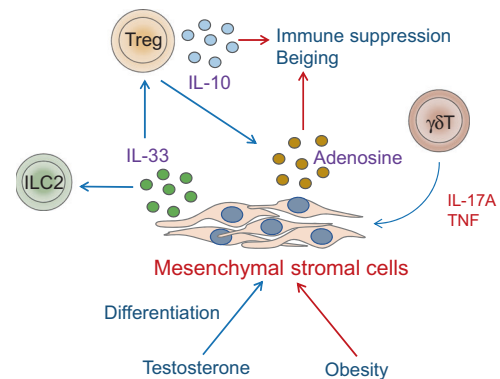 Treg
IL-10
Immune suppression
Beiging
γδT
IL-33
Adenosine
ILC2
IL-17A
TNF
Mesenchymal stromal cells
Differentiation
Testosterone
Obesity